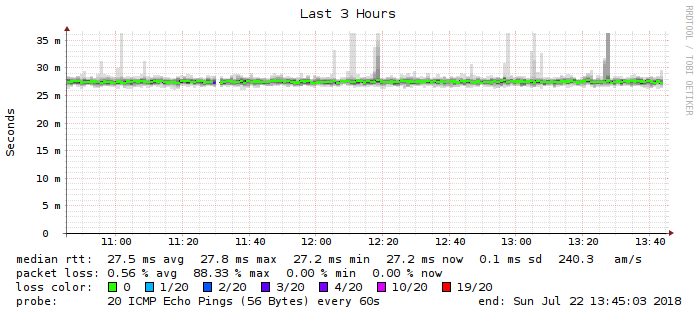 Last 3 Hours
RRDTOOL / TOBI OETIKER
Seconds
35 m
30 m
25 m
20 m
15 m
10 m
5 m
0
11:00 11:20 11:40 12:00 12:20 12:40 13:00 13:20 13:40
median rtt: 27.5 ms avg 27.8 ms max 27.2 ms min 27.2 ms now 0.1 ms sd 240.3 am/s
packet loss: 0.56 % avg 88.33 % max 0.00 % min 0.00 % now
loss color: 0 1/20 2/20 3/20 4/20 10/20 19/20
probe: 20 ICMP Echo Pings (56 Bytes) every 60s end: Sun Jul 22 13:45:03 2018